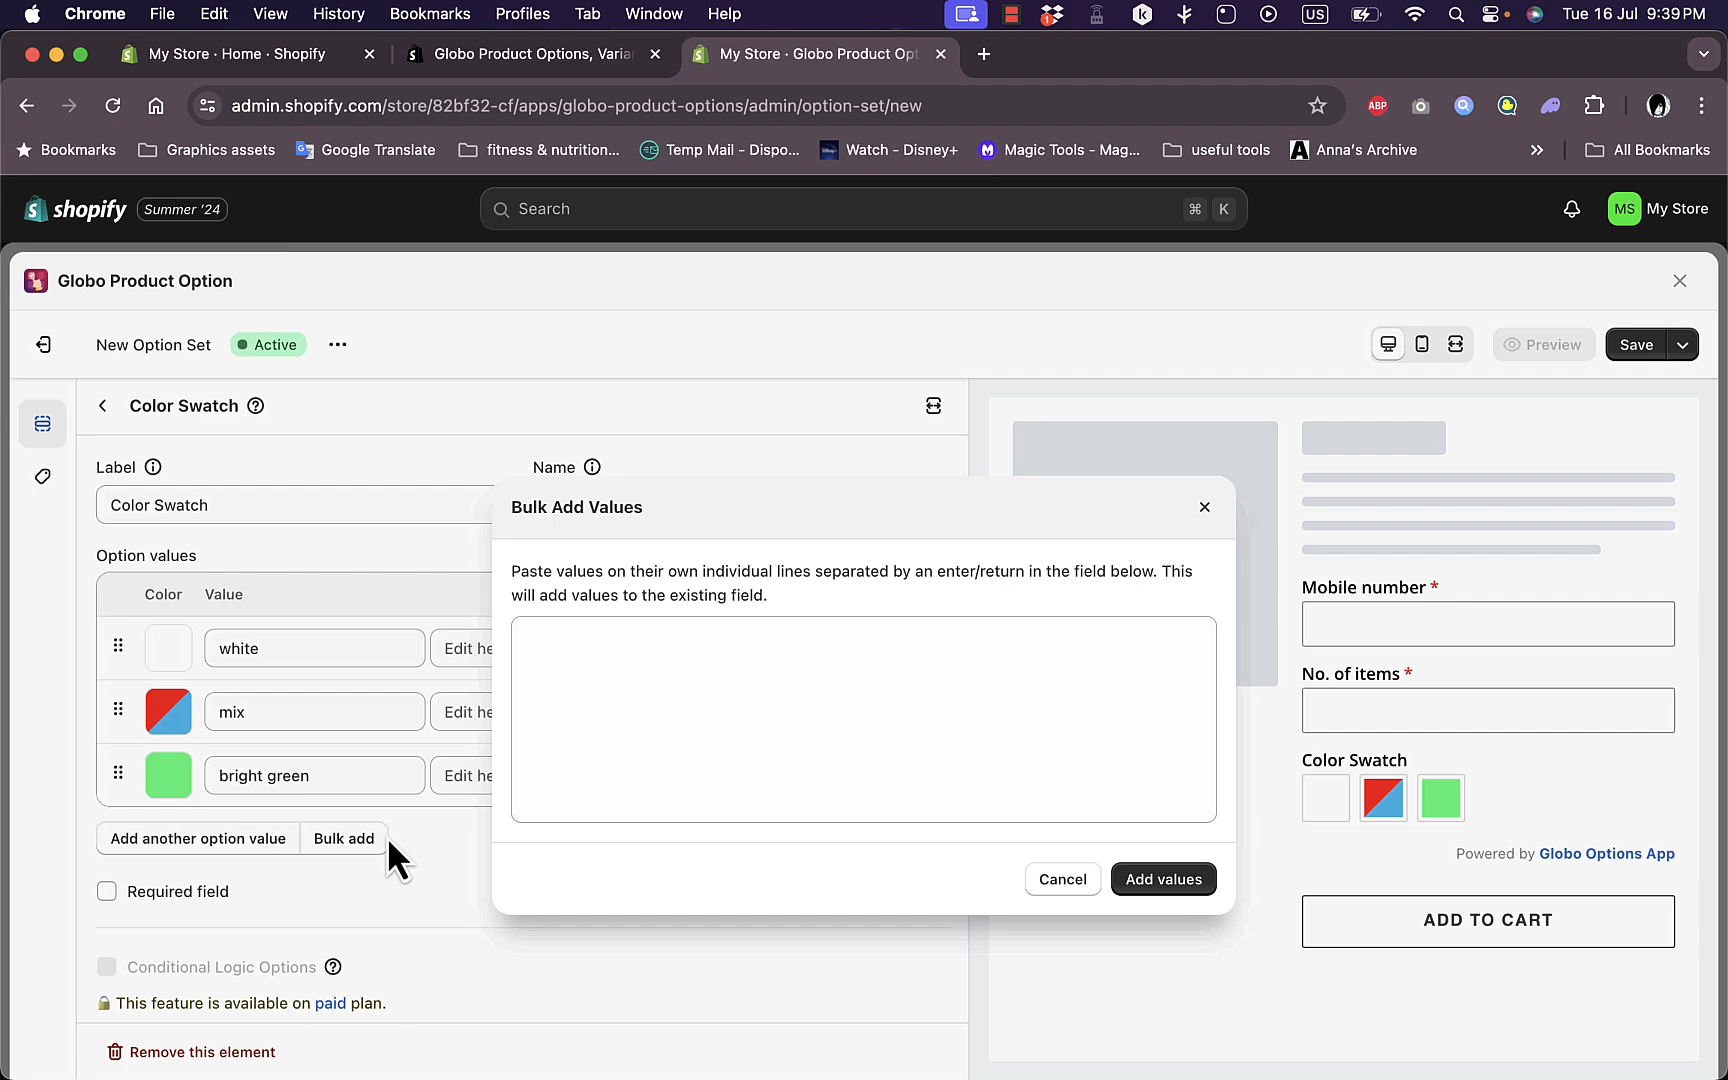 Chrome File Edit View History Bookmarks Profiles Tab Window Help 1 US Tue 16 Jul 9:39 PM
My Store · Home · Shopify Globo Product Options, Varia My Store · Globo Product Opt
admin.shopify.com/store/82bf32-cf/apps/globo-product-options/admin/option-set/new ABP
Bookmarks Graphics assets Google Translate fitness & nutrition... Temp Mail - Dispo... Watch - Disney+ Magic Tools - Mag... useful tools Anna's Archive All Bookmarks
shopify Summer '24 Search ⌘ K MS My Store
Globo Product Option
New Option Set Active Preview Save
Color Swatch
Label Name
Color Swatch
Option values
Color Value
white Edit he
mix Edit he
bright green Edit he
Add another option value Bulk add
Required field
Conditional Logic Options
This feature is available on paid plan.
Remove this element
Bulk Add Values
Paste values on their own individual lines separated by an enter/return in the field below. This
will add values to the existing field.
Cancel Add values
Mobile number *
No. of items *
Color Swatch
Powered by Globo Options App
ADD TO CART